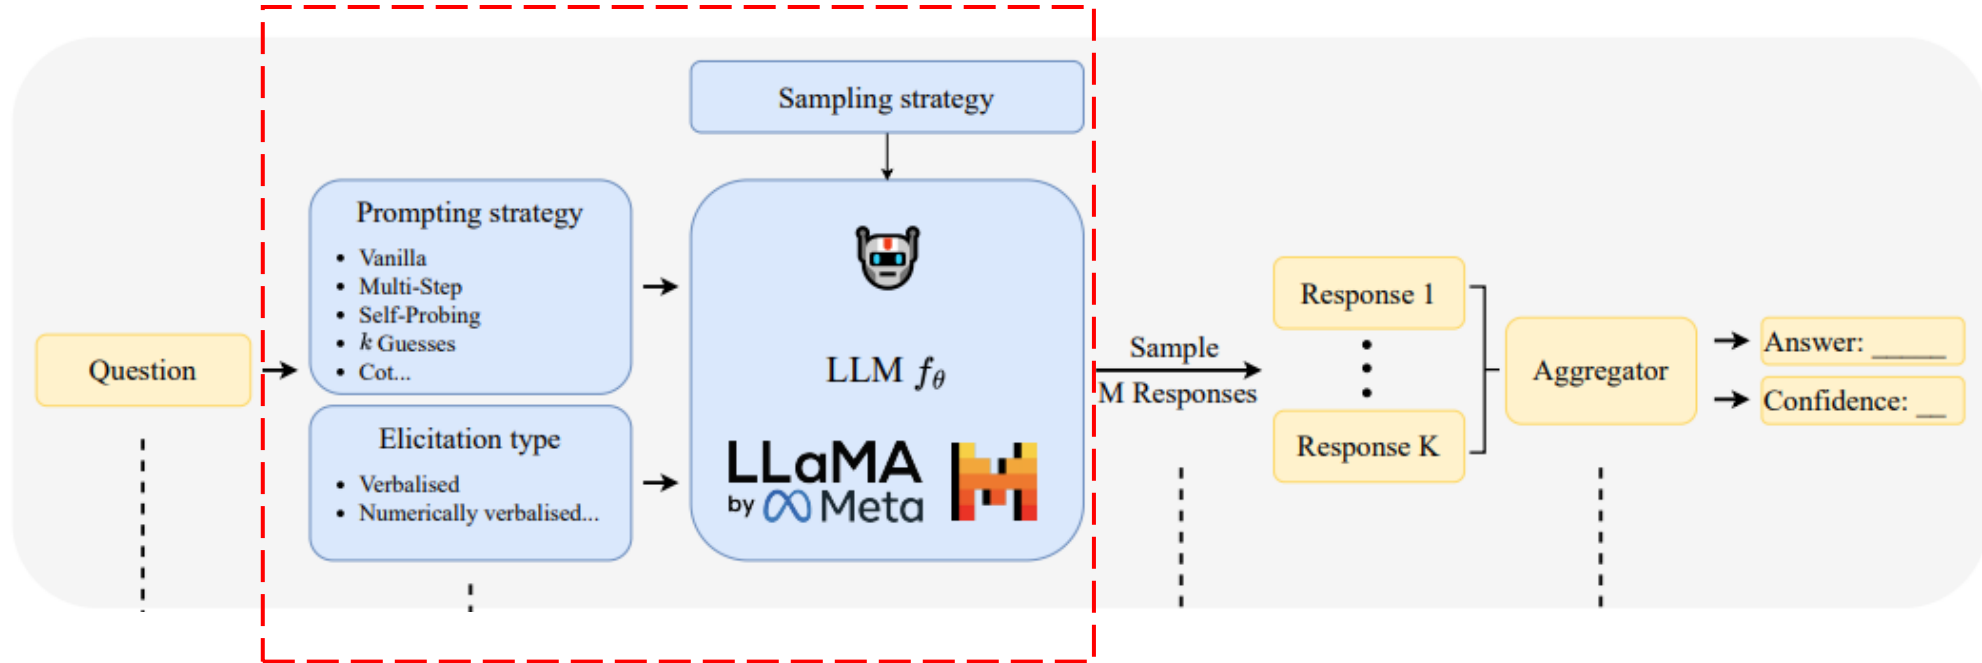 Sampling strategy
Prompting strategy
• Vanilla
• Multi-Step
• Self-Probing
• k Guesses
• Cot...
Elicitation type
• Verbalised
• Numerically verbalised...
Question
LLM fθ
LLaMA
by Meta
Sample
M Responses
Response 1
Response K
Aggregator
Answer: _____
Confidence: __